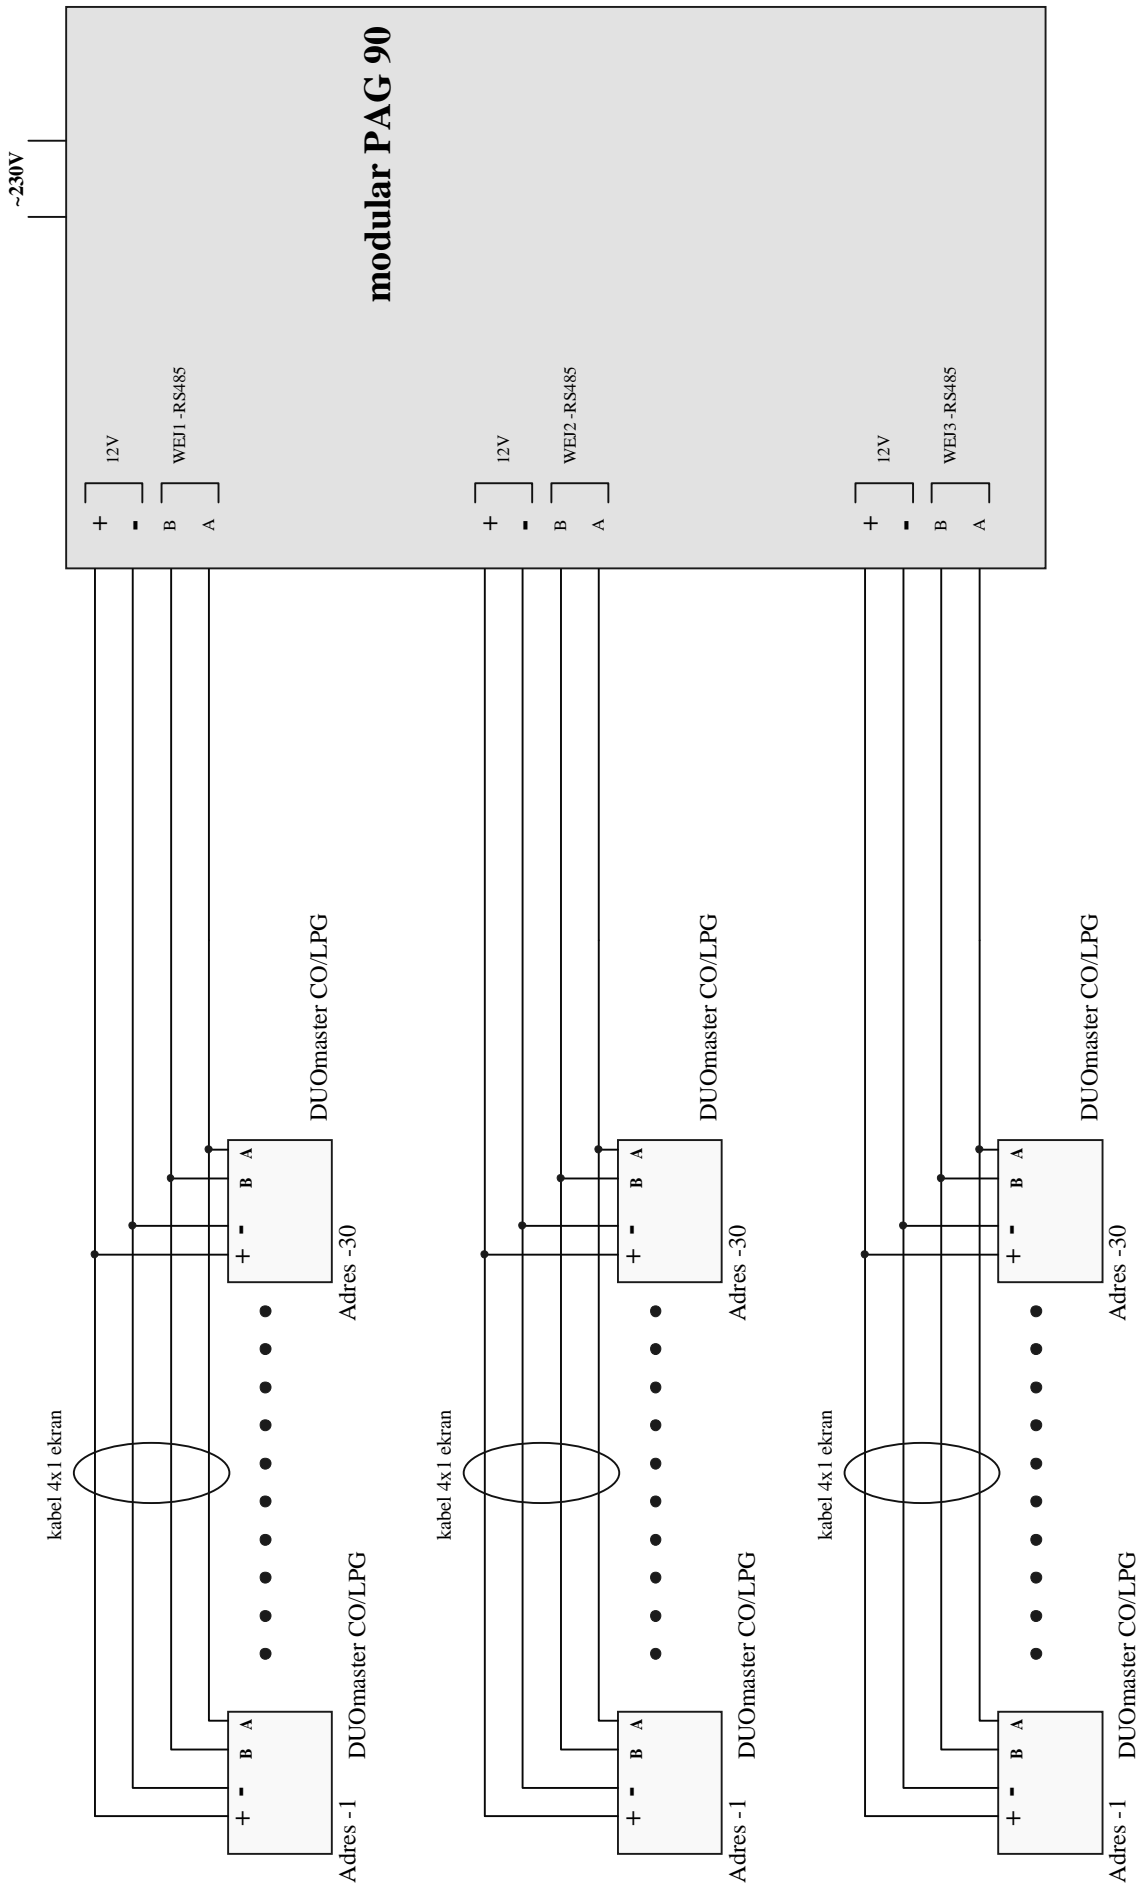 ~230V
modular PAG 90
12V
WEJ1 -RS485
+
-
B
A
12V
WEJ2 -RS485
+
-
B
A
12V
WEJ3 -RS485
+
-
B
A
kabel 4x1 ekran
DUOmaster CO/LPG
+
-
B
A
Adres -1
DUOmaster CO/LPG
+
-
B
A
Adres -30
kabel 4x1 ekran
DUOmaster CO/LPG
+
-
B
A
Adres -1
DUOmaster CO/LPG
+
-
B
A
Adres -30
kabel 4x1 ekran
DUOmaster CO/LPG
+
-
B
A
Adres -1
DUOmaster CO/LPG
+
-
B
A
Adres -30